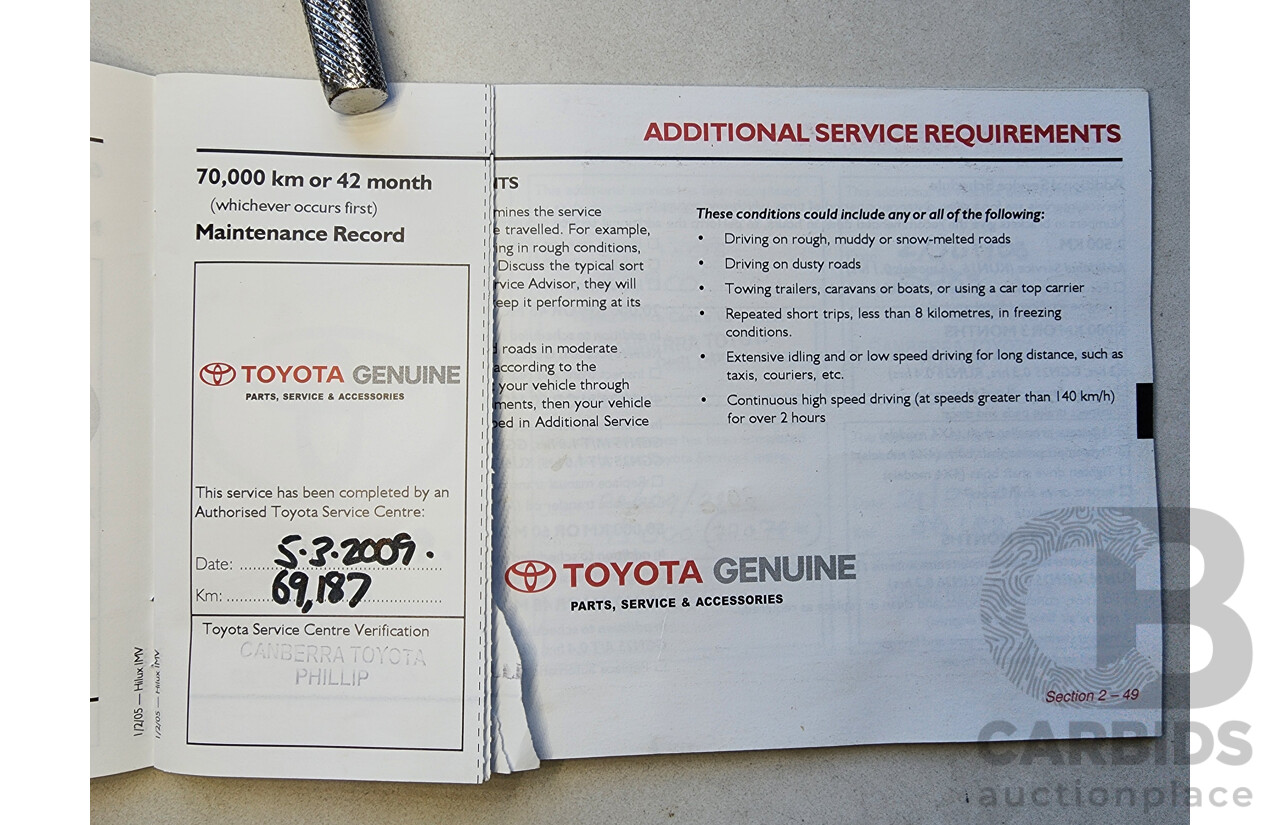 70,000 km or 42 month
(whichever occurs first)
Maintenance Record
TOYOTA GENUINE
PARTS, SERVICE & ACCESSORIES
This service has been completed by an
Authorised Toyota Service Centre:
Date: 5.3.2009.
Km: 69,187
Toyota Service Centre Verification
CANBERRA TOYOTA
PHILLIP
1/2/05 — Hilux IMV
1/2/05 — Hilux IMV
ADDITIONAL SERVICE REQUIREMENTS
TS
mines the service
travelled. For example,
ng in rough conditions,
Discuss the typical sort
rvice Advisor, they will
eep it performing at its
roads in moderate
according to the
your vehicle through
ments, then your vehicle
ed in Additional Service
These conditions could include any or all of the following:
• Driving on rough, muddy or snow-melted roads
• Driving on dusty roads
• Towing trailers, caravans or boats, or using a car top carrier
• Repeated short trips, less than 8 kilometres, in freezing
conditions.
• Extensive idling and or low speed driving for long distance, such as
taxis, couriers, etc.
• Continuous high speed driving (at speeds greater than 140 km/h)
for over 2 hours
TOYOTA GENUINE
PARTS, SERVICE & ACCESSORIES
Section 2 – 49
CB
CARBIDS
auctionplace